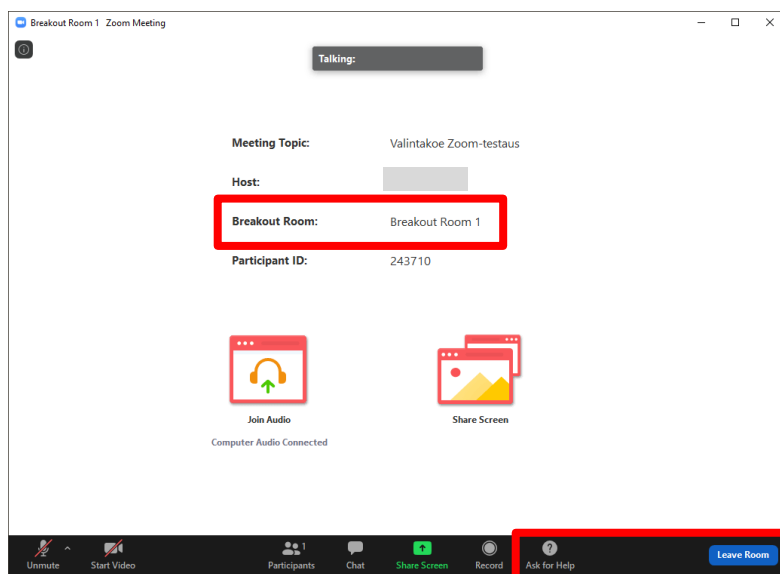 Breakout Room 1 Zoom Meeting
Talking:
Meeting Topic: Valintakoe Zoom-testaus
Host:
Breakout Room: Breakout Room 1
Participant ID: 243710
Join Audio Share Screen
Computer Audio Connected
1
Unmute Start Video Participants Chat Share Screen Record Ask for Help Leave Room